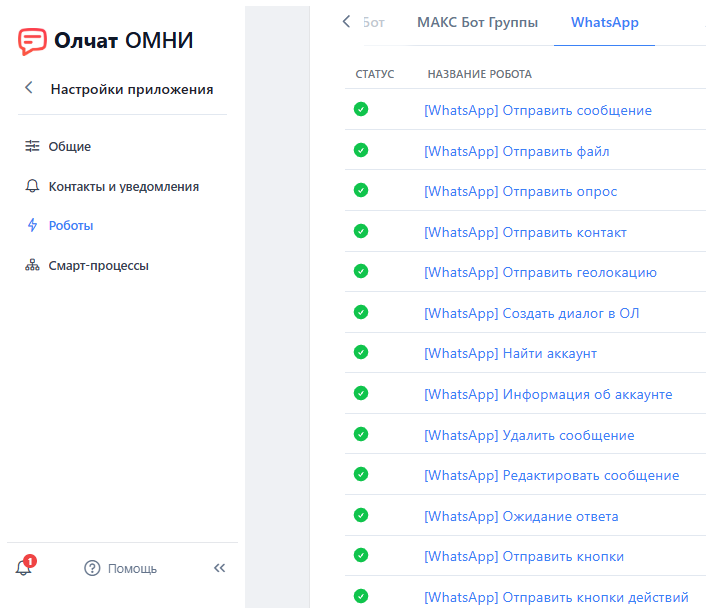 Олчат ОМНИ
Настройки приложения
Общие
Контакты и уведомления
Роботы
Смарт-процессы
1
Помощь
Бот МАКС Бот Группы WhatsApp
СТАТУС НАЗВАНИЕ РОБОТА
[WhatsApp] Отправить сообщение
[WhatsApp] Отправить файл
[WhatsApp] Отправить опрос
[WhatsApp] Отправить контакт
[WhatsApp] Отправить геолокацию
[WhatsApp] Создать диалог в ОЛ
[WhatsApp] Найти аккаунт
[WhatsApp] Информация об аккаунте
[WhatsApp] Удалить сообщение
[WhatsApp] Редактировать сообщение
[WhatsApp] Ожидание ответа
[WhatsApp] Отправить кнопки
[WhatsApp] Отправить кнопки действий